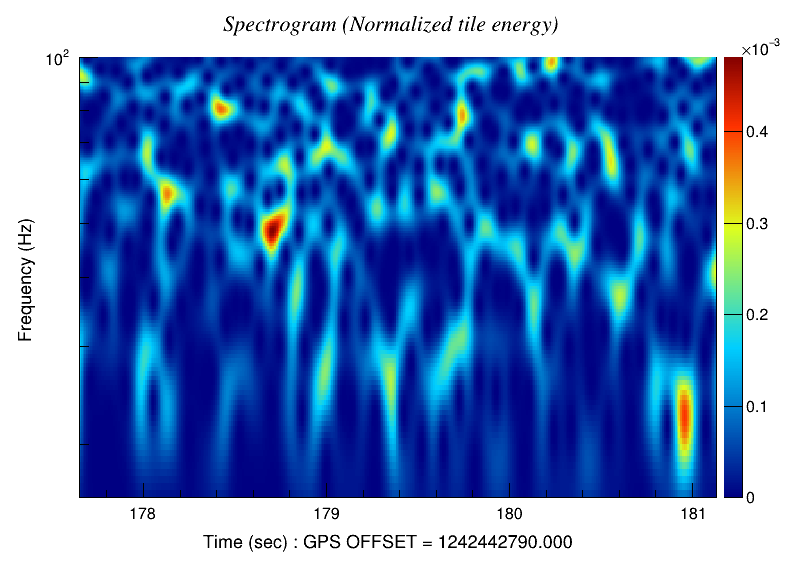 Spectrogram (Normalized tile energy)
×10⁻³
10²
0.4
0.3
0.2
0.1
0
Frequency (Hz)
178 179 180 181
Time (sec) : GPS OFFSET = 1242442790.000